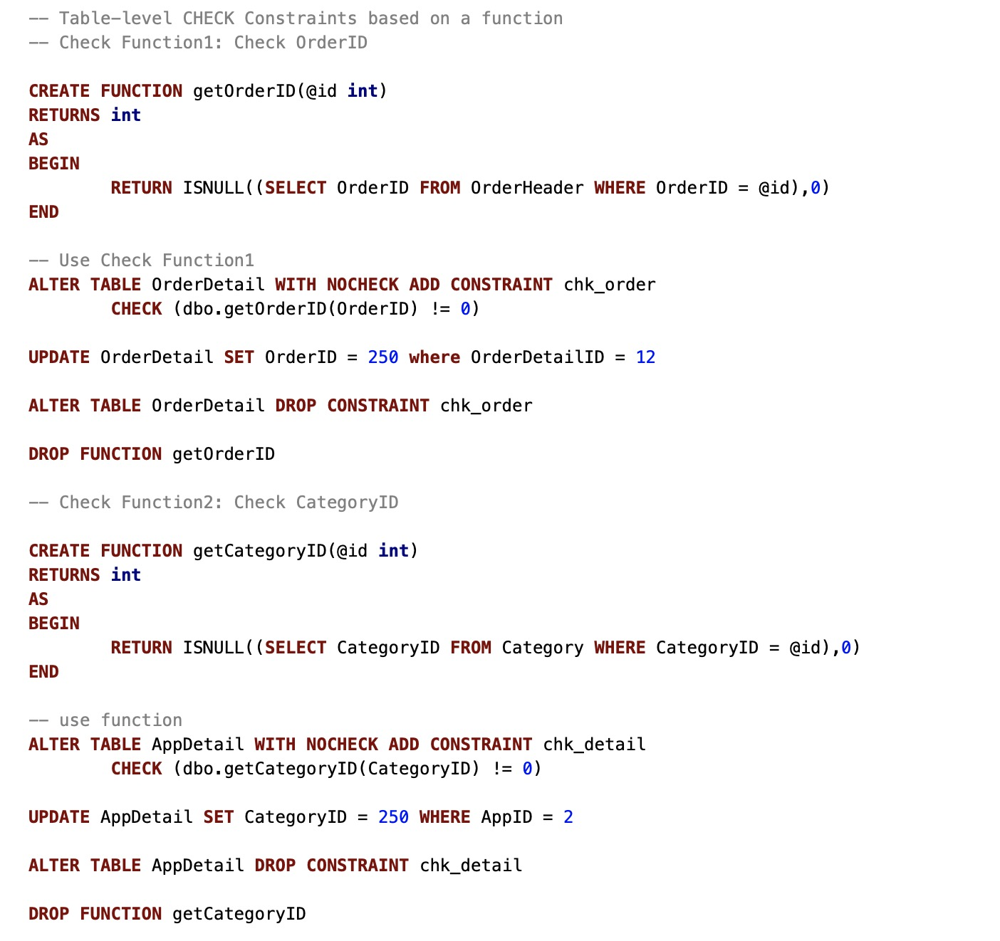 -- Table-level CHECK Constraints based on a function
-- Check Function1: Check OrderID
CREATE FUNCTION getOrderID(@id int)
RETURNS int
AS
BEGIN
RETURN ISNULL((SELECT OrderID FROM OrderHeader WHERE OrderID = @id),0)
END
-- Use Check Function1
ALTER TABLE OrderDetail WITH NOCHECK ADD CONSTRAINT chk_order
CHECK (dbo.getOrderID(OrderID) != 0)
UPDATE OrderDetail SET OrderID = 250 where OrderDetailID = 12
ALTER TABLE OrderDetail DROP CONSTRAINT chk_order
DROP FUNCTION getOrderID
-- Check Function2: Check CategoryID
CREATE FUNCTION getCategoryID(@id int)
RETURNS int
AS
BEGIN
RETURN ISNULL((SELECT CategoryID FROM Category WHERE CategoryID = @id),0)
END
-- use function
ALTER TABLE AppDetail WITH NOCHECK ADD CONSTRAINT chk_detail
CHECK (dbo.getCategoryID(CategoryID) != 0)
UPDATE AppDetail SET CategoryID = 250 WHERE AppID = 2
ALTER TABLE AppDetail DROP CONSTRAINT chk_detail
DROP FUNCTION getCategoryID